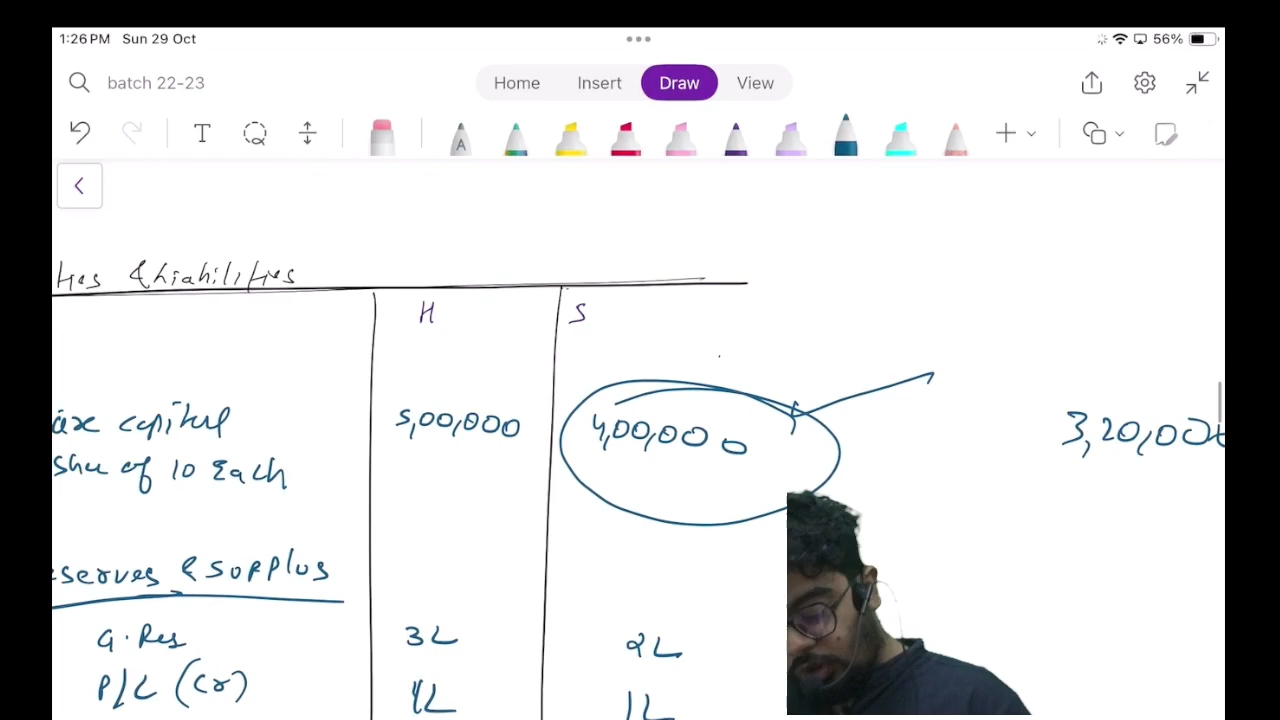 1:26 PM Sun 29 Oct
56%
batch 22-23
Home Insert Draw View
T
A
ties & Liabilities
H S
are capital 5,00,000 4,00,000 3,20,000
share of 10 Each
serves & surplus
G. Res 3L 2L
P/L (Cr) 4L 1L